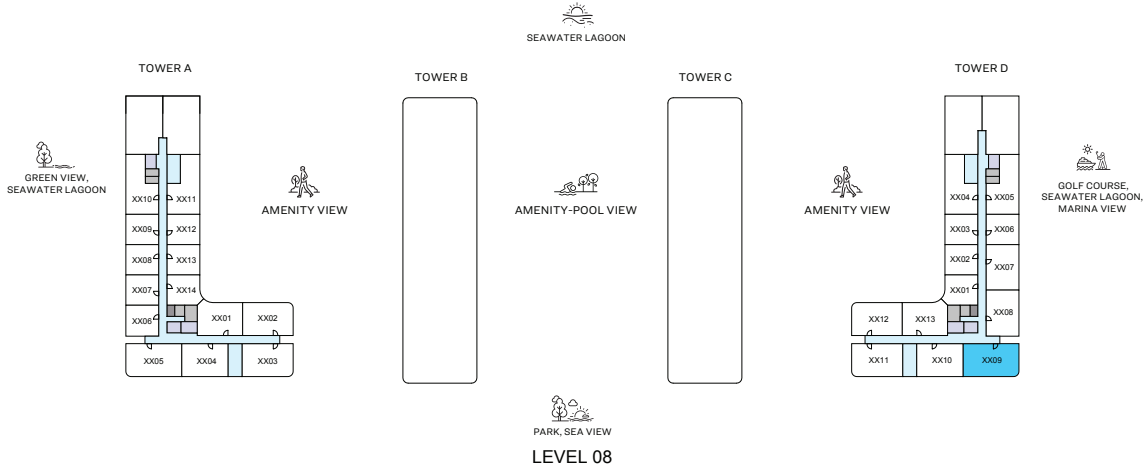 SEAWATER LAGOON
TOWER A
TOWER B
TOWER C
TOWER D
GREEN VIEW,
SEAWATER LAGOON
AMENITY VIEW
AMENITY-POOL VIEW
AMENITY VIEW
GOLF COURSE,
SEAWATER LAGOON,
MARINA VIEW
XX10 XX11
XX09 XX12
XX08 XX13
XX07 XX14
XX06
XX01 XX02
XX05 XX04 XX03
XX04 XX05
XX03 XX06
XX02 XX07
XX01
XX08
XX12 XX13
XX11 XX10 XX09
PARK, SEA VIEW
LEVEL 08